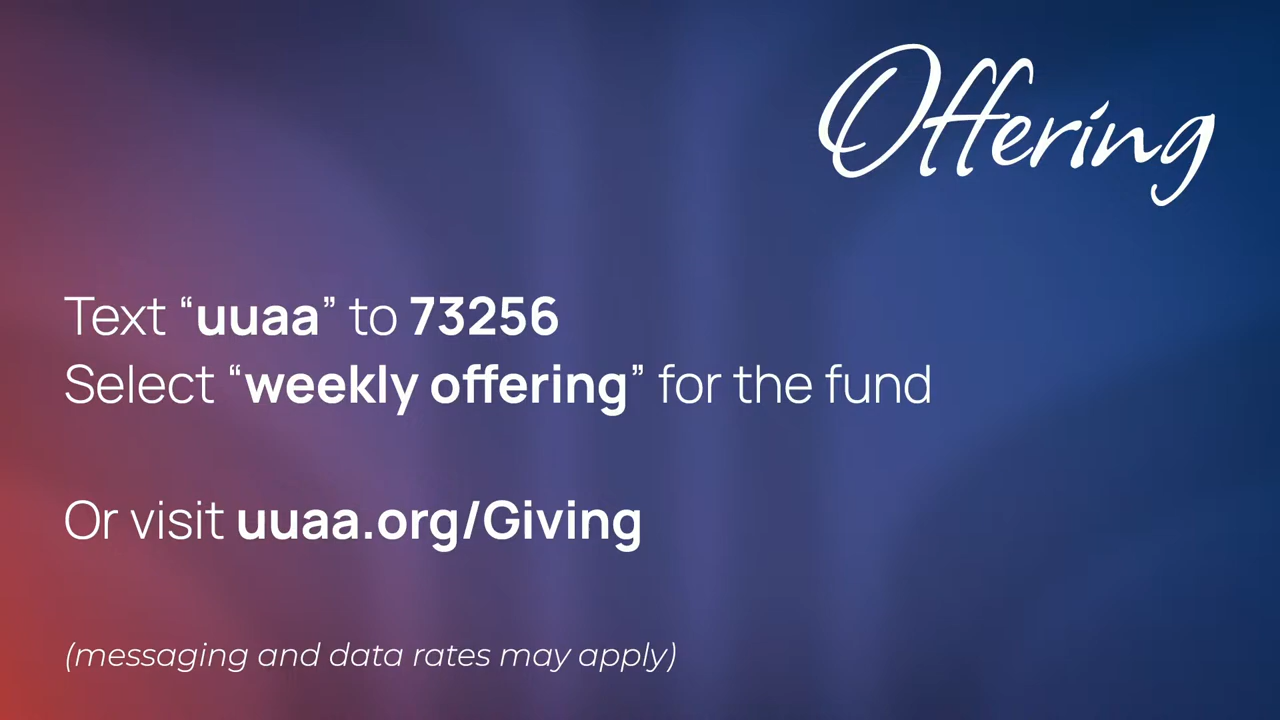 Offering
Text “uuaa” to 73256
Select “weekly offering” for the fund
Or visit uuaa.org/Giving
(messaging and data rates may apply)